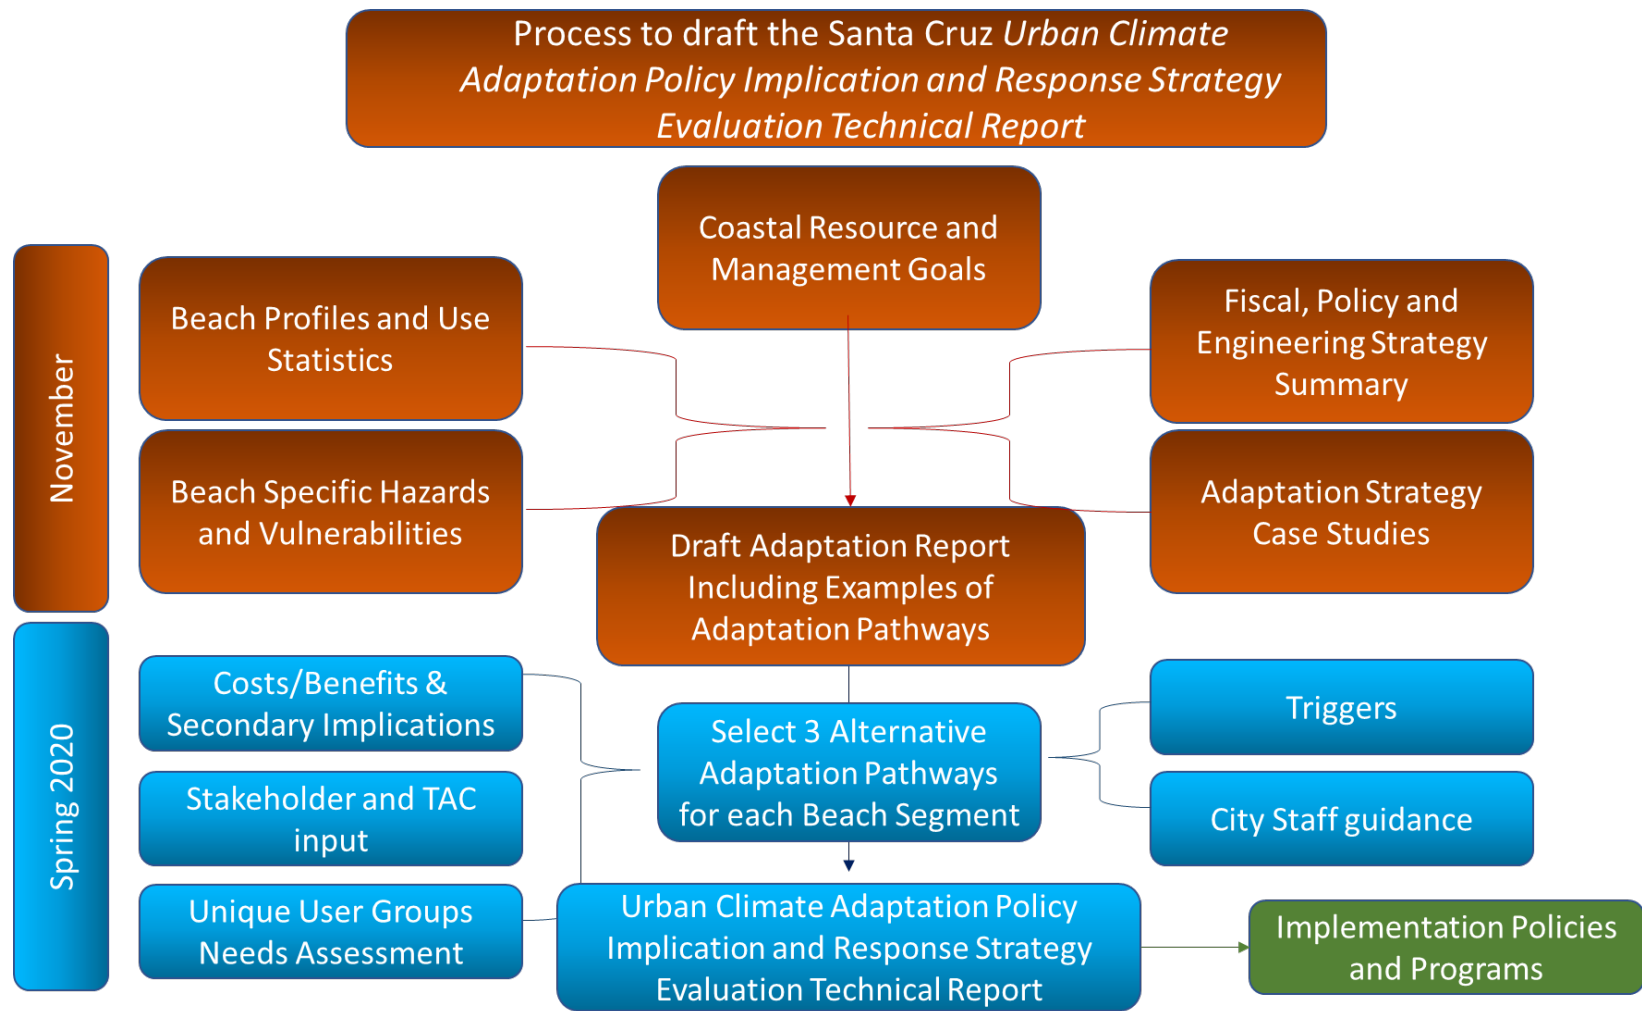 Process to draft the Santa Cruz Urban Climate
Adaptation Policy Implication and Response Strategy
Evaluation Technical Report
Coastal Resource and
Management Goals
November
Beach Profiles and Use
Statistics
Fiscal, Policy and
Engineering Strategy
Summary
Beach Specific Hazards
and Vulnerabilities
Adaptation Strategy
Case Studies
Draft Adaptation Report
Including Examples of
Adaptation Pathways
Spring 2020
Costs/Benefits &
Secondary Implications
Select 3 Alternative
Adaptation Pathways
for each Beach Segment
Triggers
Stakeholder and TAC
input
City Staff guidance
Unique User Groups
Needs Assessment
Urban Climate Adaptation Policy
Implication and Response Strategy
Evaluation Technical Report
Implementation Policies
and Programs